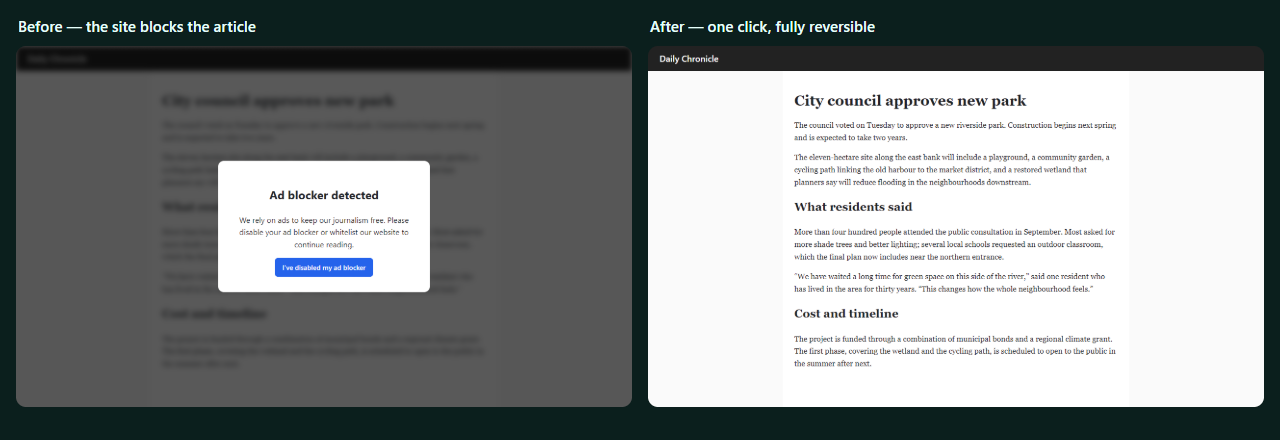 Before — the site blocks the article
Ad blocker detected
We rely on ads to keep our journalism free. Please
disable your ad blocker or whitelist our website to
continue reading.
I've disabled my ad blocker
Daily Chronicle
City council approves new park
What
Cost and timeline
After — one click, fully reversible
Daily Chronicle
City council approves new park
The council voted on Tuesday to approve a new riverside park. Construction begins next spring
and is expected to take two years.
The eleven-hectare site along the east bank will include a playground, a community garden, a
cycling path linking the old harbour to the market district, and a restored wetland that
planners say will reduce flooding in the neighbourhoods downstream.
What residents said
More than four hundred people attended the public consultation in September. Most asked for
more shade trees and better lighting; several local schools requested an outdoor classroom,
which the final plan now includes near the northern entrance.
"We have waited a long time for green space on this side of the river," said one resident who
has lived in the area for thirty years. "This changes how the whole neighbourhood feels."
Cost and timeline
The project is funded through a combination of municipal bonds and a regional climate grant.
The first phase, covering the wetland and the cycling path, is scheduled to open to the public in
the summer after next.